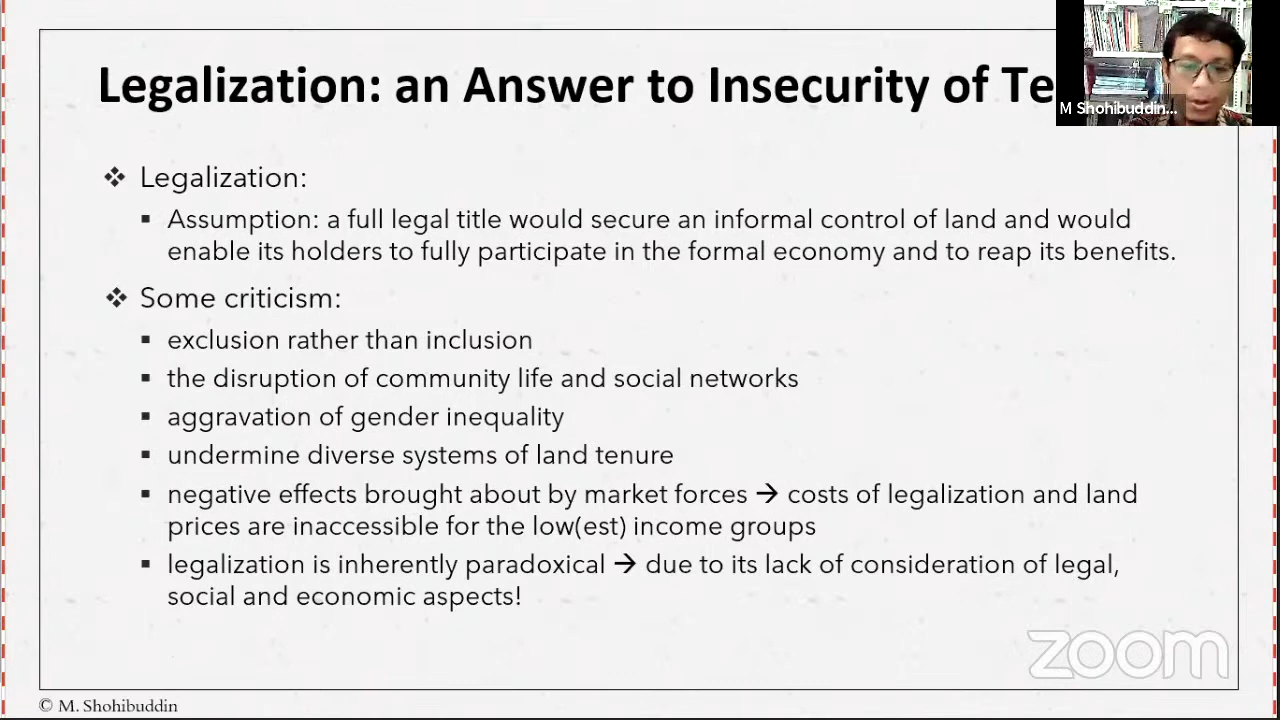 Legalization: an Answer to Insecurity of
M Shohibuddin...
Legalization:
Assumption: a full legal title would secure an informal control of land and would
enable its holders to fully participate in the formal economy and to reap its benefits.
Some criticism:
exclusion rather than inclusion
the disruption of community life and social networks
aggravation of gender inequality
undermine diverse systems of land tenure
negative effects brought about by market forces → costs of legalization and land
prices are inaccessible for the low(est) income groups
legalization is inherently paradoxical → due to its lack of consideration of legal,
social and economic aspects!
zoom
© M. Shohibuddin